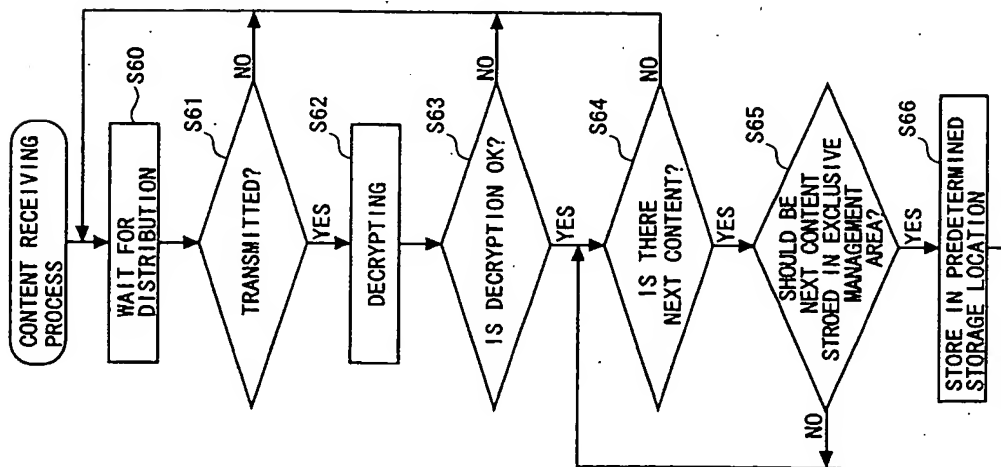 CONTENT RECEIVING
PROCESS
S60
WAIT FOR
DISTRIBUTION
S61
TRANSMITTED?
NO
YES
S62
DECRYPTING
S63
IS DECRYPTION OK?
NO
YES
S64
IS THERE
NEXT CONTENT?
NO
YES
S65
SHOULD BE
NEXT CONTENT
STROED IN EXCLUSIVE
MANAGEMENT
AREA?
NO
YES
S66
STORE IN PREDETERMINED
STORAGE LOCATION